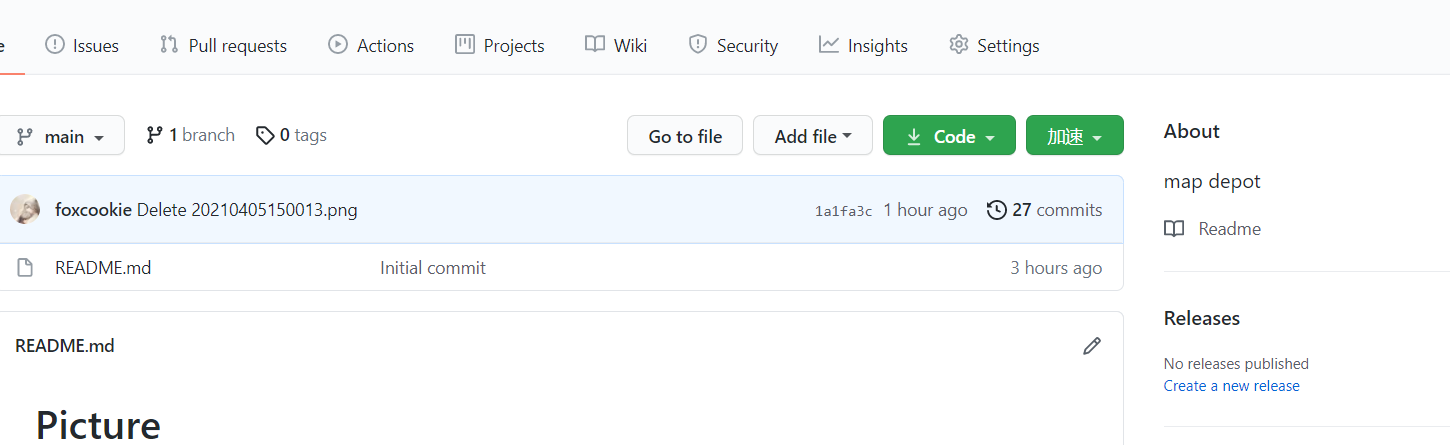 Issues Pull requests Actions Projects Wiki Security Insights Settings
main 1 branch 0 tags Go to file Add file Code 加速
foxcookie Delete 20210405150013.png 1a1fa3c 1 hour ago 27 commits
README.md Initial commit 3 hours ago
README.md
Picture
About
map depot
Readme
Releases
No releases published
Create a new release